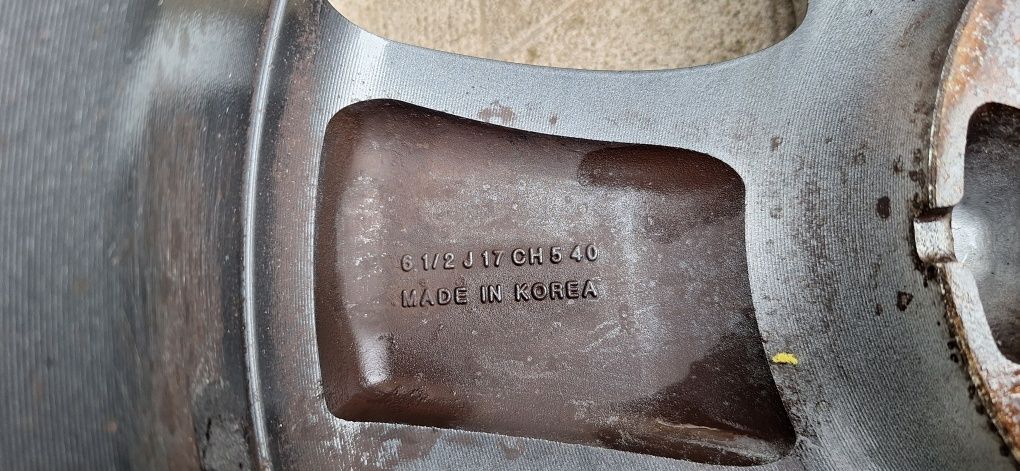 6 1/2 J 17 CH 5 40
MADE IN KOREA